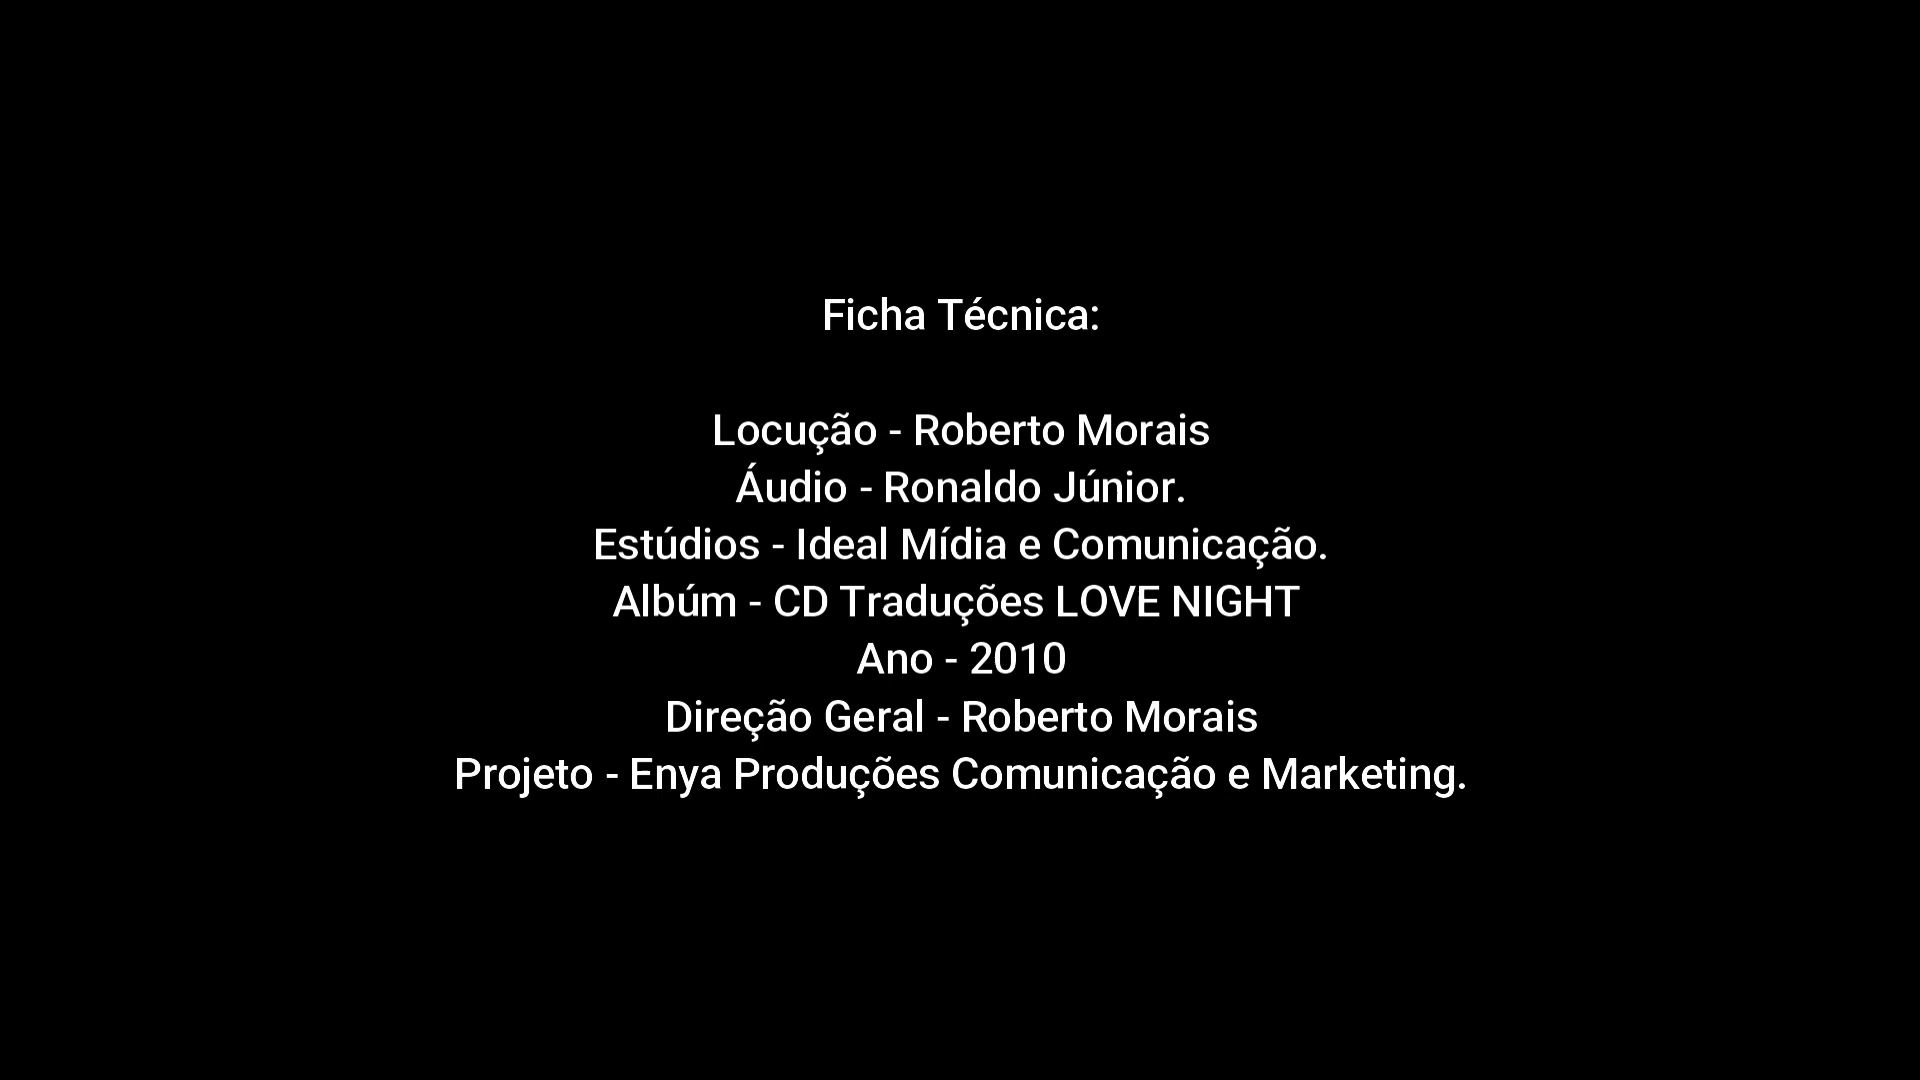 Ficha Técnica:
Locução - Roberto Morais
Áudio - Ronaldo Júnior.
Estúdios - Ideal Mídia e Comunicação.
Albúm - CD Traduções LOVE NIGHT
Ano - 2010
Direção Geral - Roberto Morais
Projeto - Enya Produções Comunicação e Marketing.